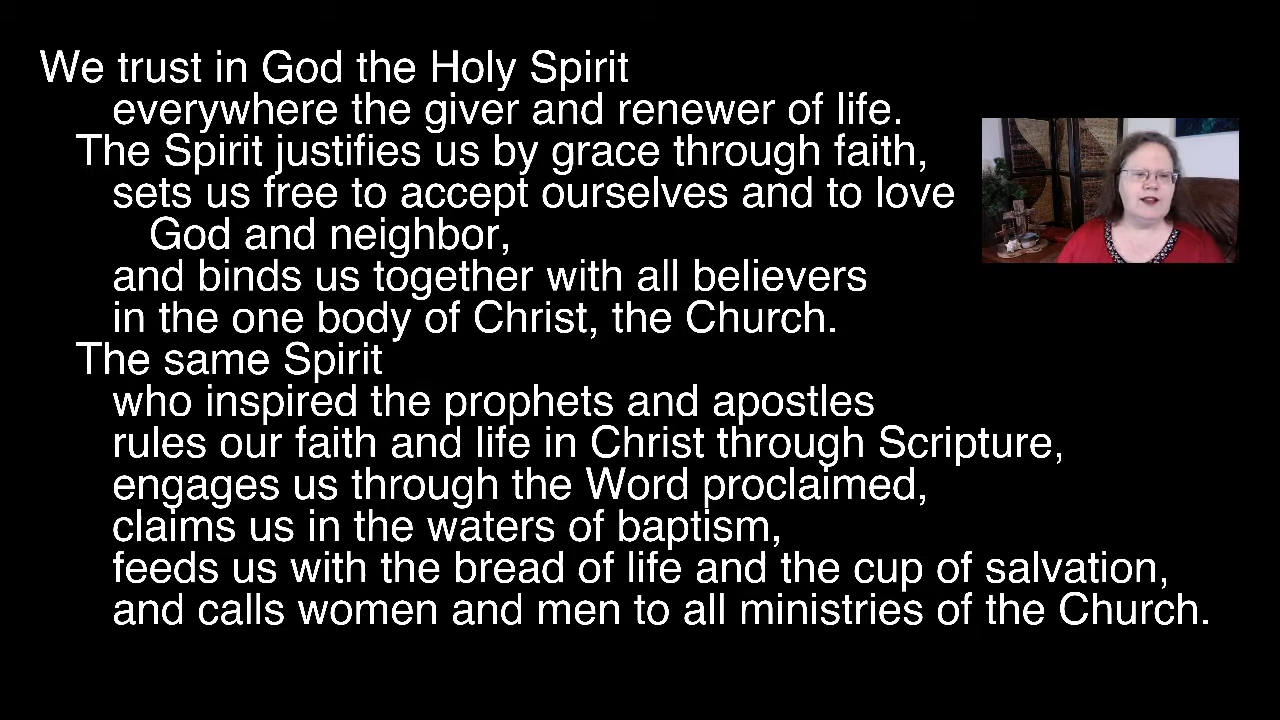 We trust in God the Holy Spirit
everywhere the giver and renewer of life.
The Spirit justifies us by grace through faith,
sets us free to accept ourselves and to love
God and neighbor,
and binds us together with all believers
in the one body of Christ, the Church.
The same Spirit
who inspired the prophets and apostles
rules our faith and life in Christ through Scripture,
engages us through the Word proclaimed,
claims us in the waters of baptism,
feeds us with the bread of life and the cup of salvation,
and calls women and men to all ministries of the Church.